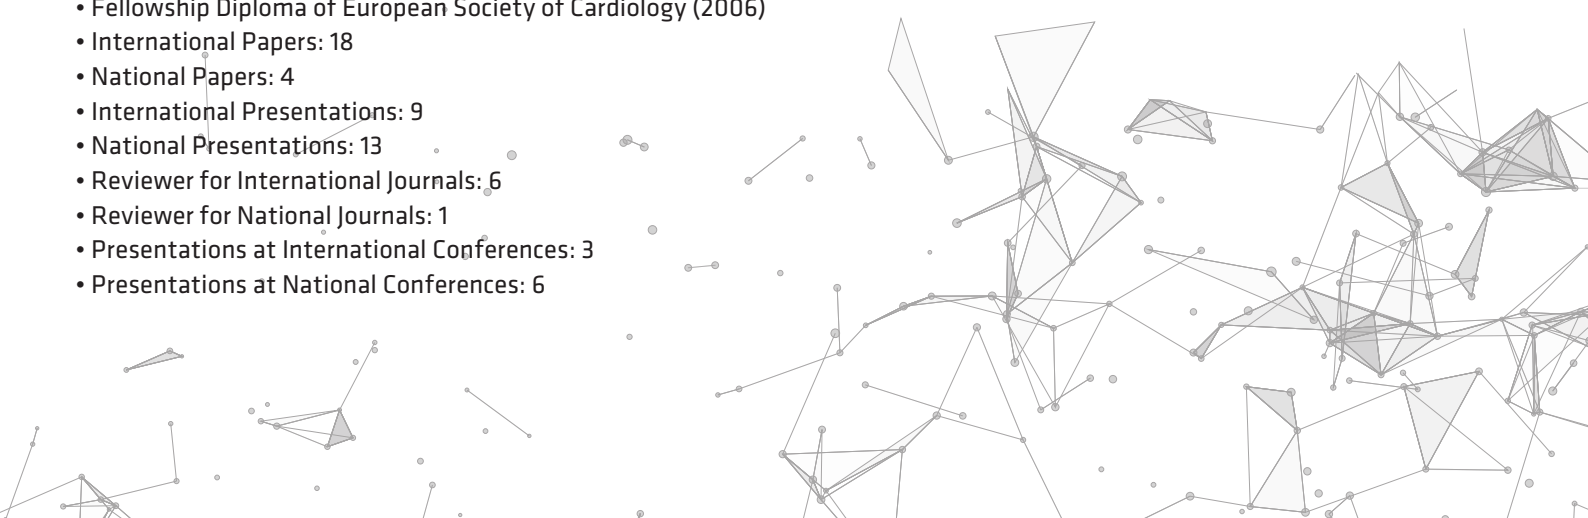 • Fellowship Diploma of European Society of Cardiology (2006)
• International Papers: 18
• National Papers: 4
• International Presentations: 9
• National Presentations: 13
• Reviewer for International Journals: 6
• Reviewer for National Journals: 1
• Presentations at International Conferences: 3
• Presentations at National Conferences: 6